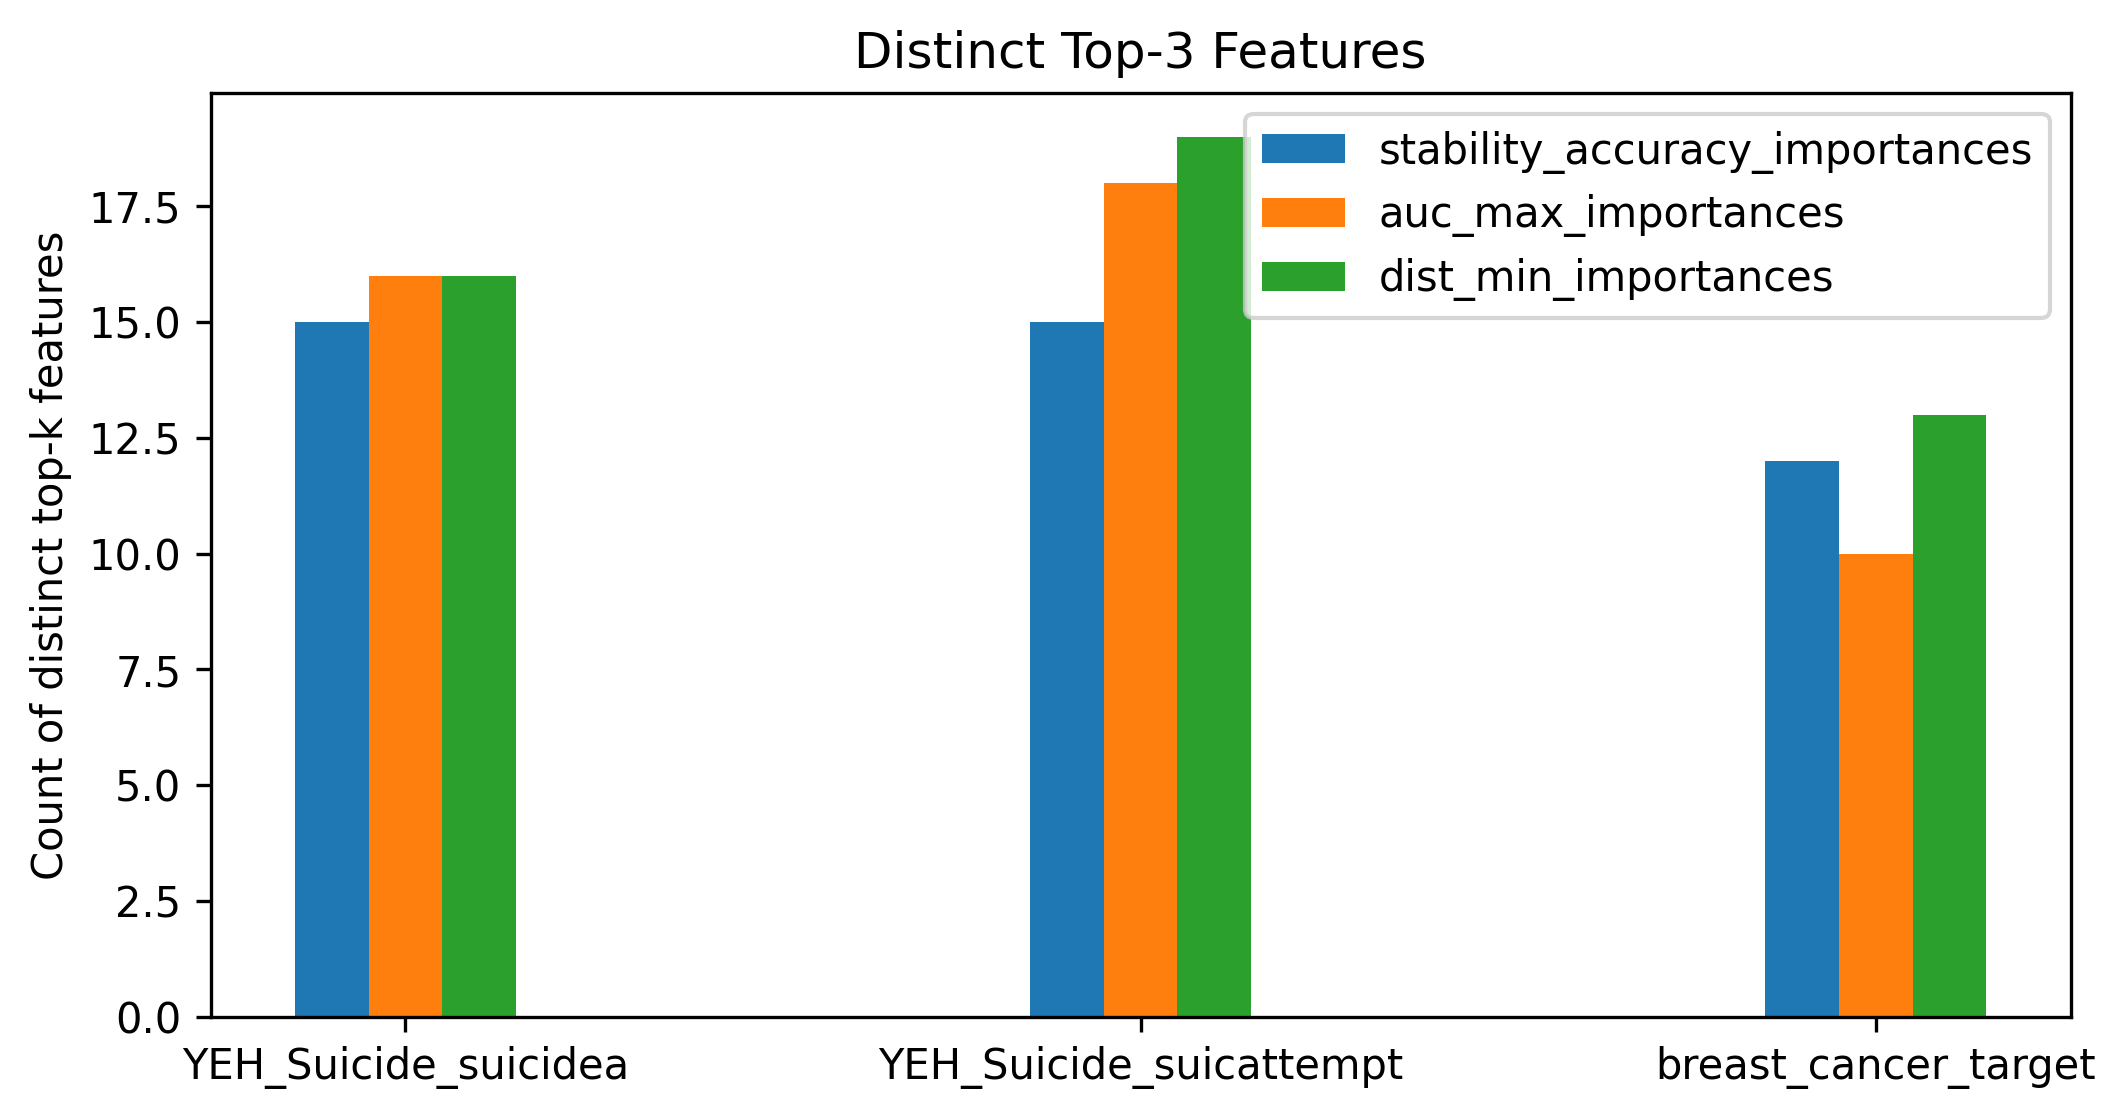 Distinct Top-3 Features
stability_accuracy_importances
auc_max_importances
dist_min_importances
Count of distinct top-k features
17.5
15.0
12.5
10.0
7.5
5.0
2.5
0.0
YEH_Suicide_suicidea
YEH_Suicide_suicattempt
breast_cancer_target